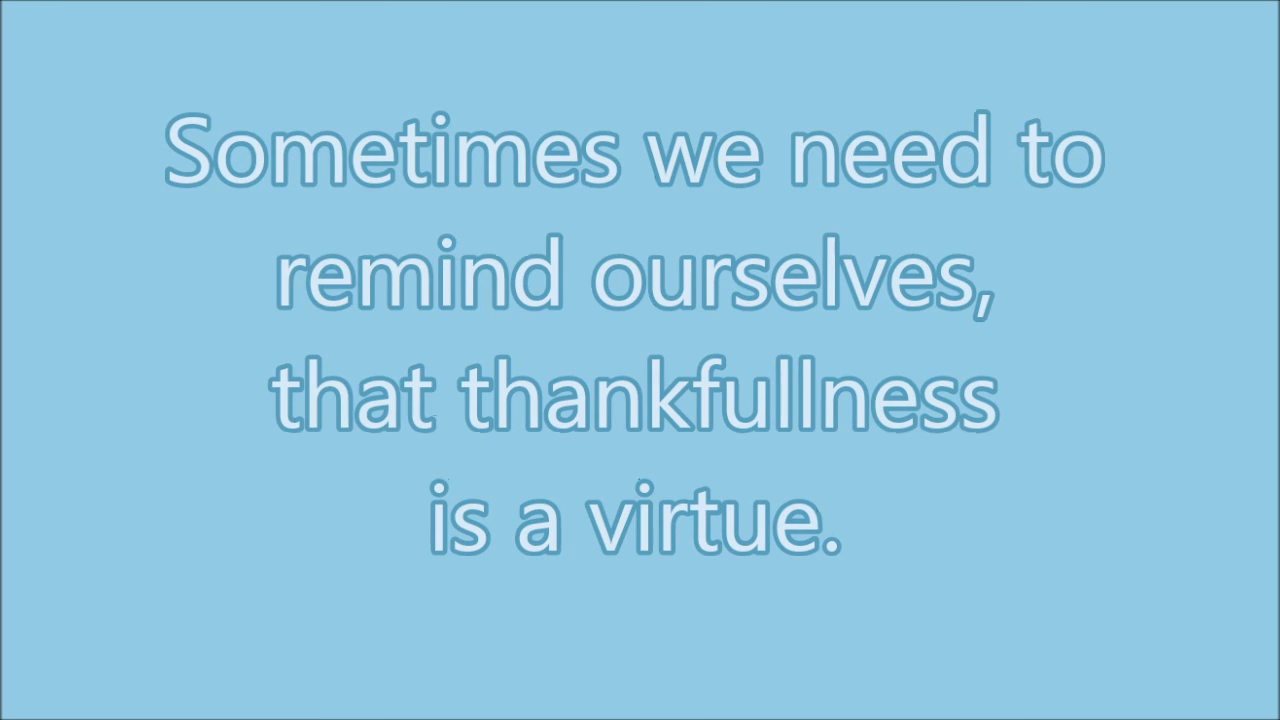 Sometimes we need to
remind ourselves,
that thankfullness
is a virtue.